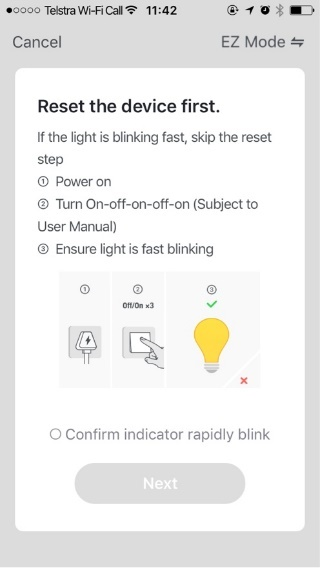 Telstra Wi-Fi Call 11:42
Cancel EZ Mode
Reset the device first.
If the light is blinking fast, skip the reset
step
① Power on
② Turn On-off-on-off-on (Subject to
User Manual)
③ Ensure light is fast blinking
① ② ③
Off/On ×3
Confirm indicator rapidly blink
Next